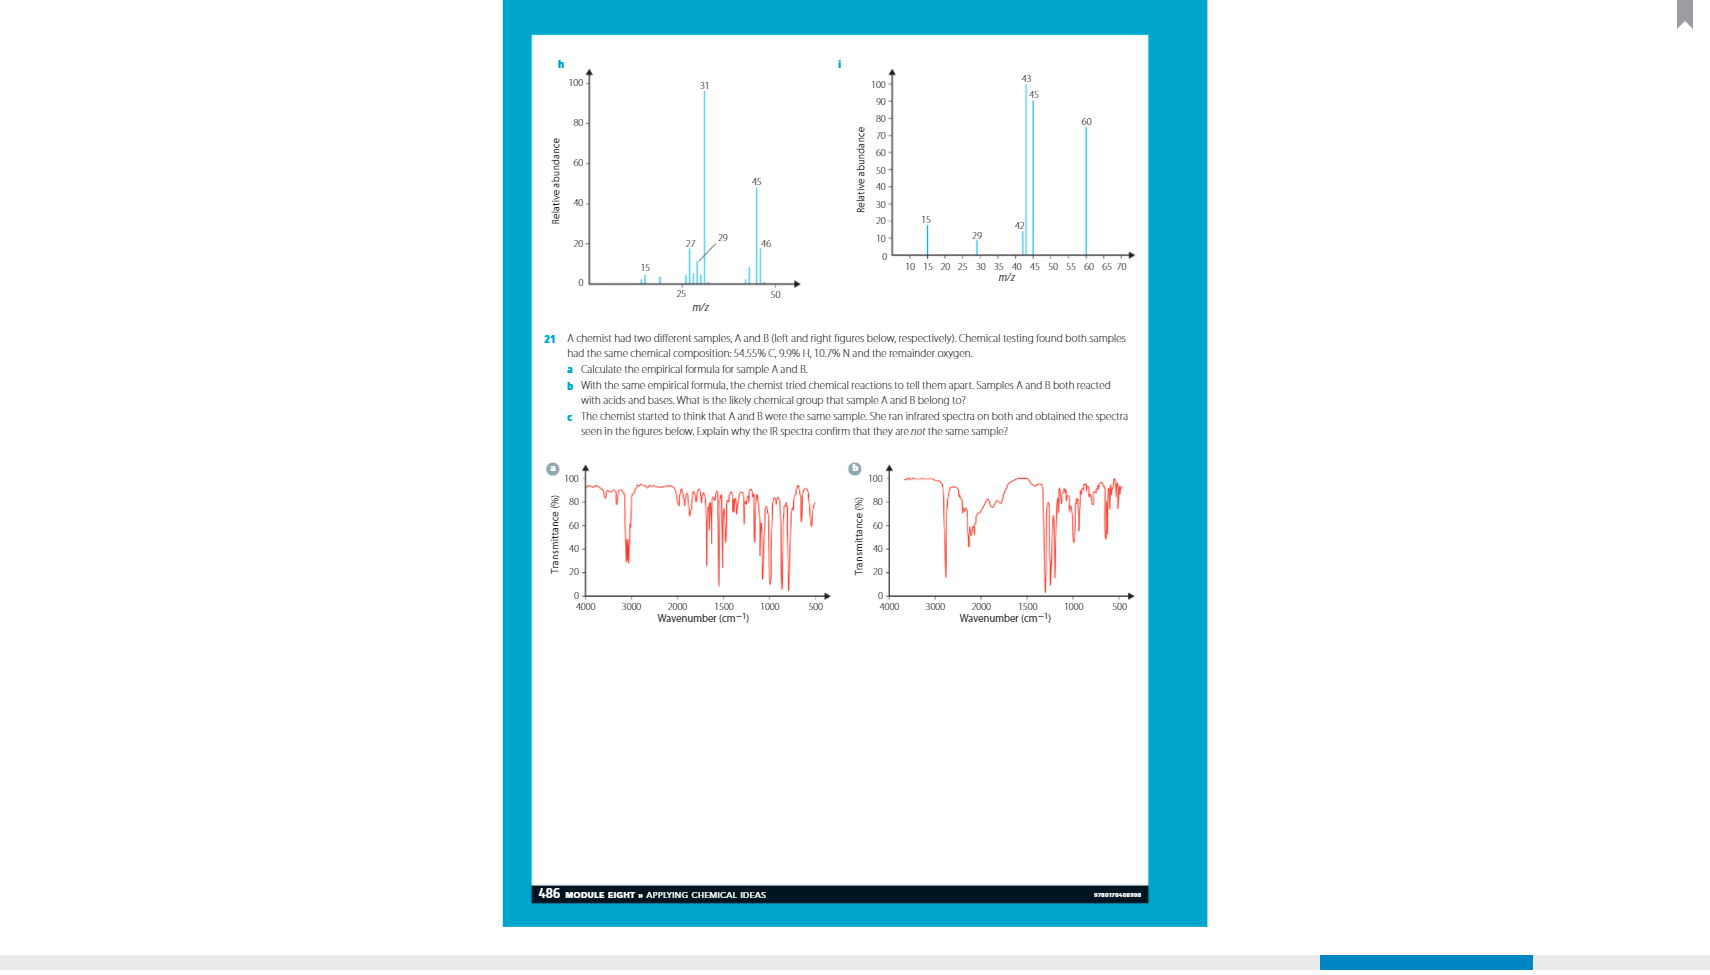 h
100
80
60
40
20
0
Relative abundance
15
27
29
31
45
46
25
50
m/z
i
100
90
80
70
60
50
40
30
20
10
0
Relative abundance
15
29
42
43
45
60
10 15 20 25 30 35 40 45 50 55 60 65 70
m/z
21 A chemist had two different samples, A and B (left and right figures below, respectively). Chemical testing found both samples
had the same chemical composition: 54.55% C, 9.9% H, 10.7% N and the remainder oxygen.
a Calculate the empirical formula for sample A and B.
b With the same empirical formula, the chemist tried chemical reactions to tell them apart. Samples A and B both reacted
with acids and bases. What is the likely chemical group that sample A and B belong to?
c The chemist started to think that A and B were the same sample. She ran infrared spectra on both and obtained the spectra
seen in the figures below. Explain why the IR spectra confirm that they are not the same sample?
a
100
80
60
40
20
0
Transmittance (%)
4000 3000 2000 1500 1000 500
Wavenumber (cm−1)
b
100
80
60
40
20
0
Transmittance (%)
4000 3000 2000 1500 1000 500
Wavenumber (cm−1)
486 MODULE EIGHT » APPLYING CHEMICAL IDEAS
9780170408998